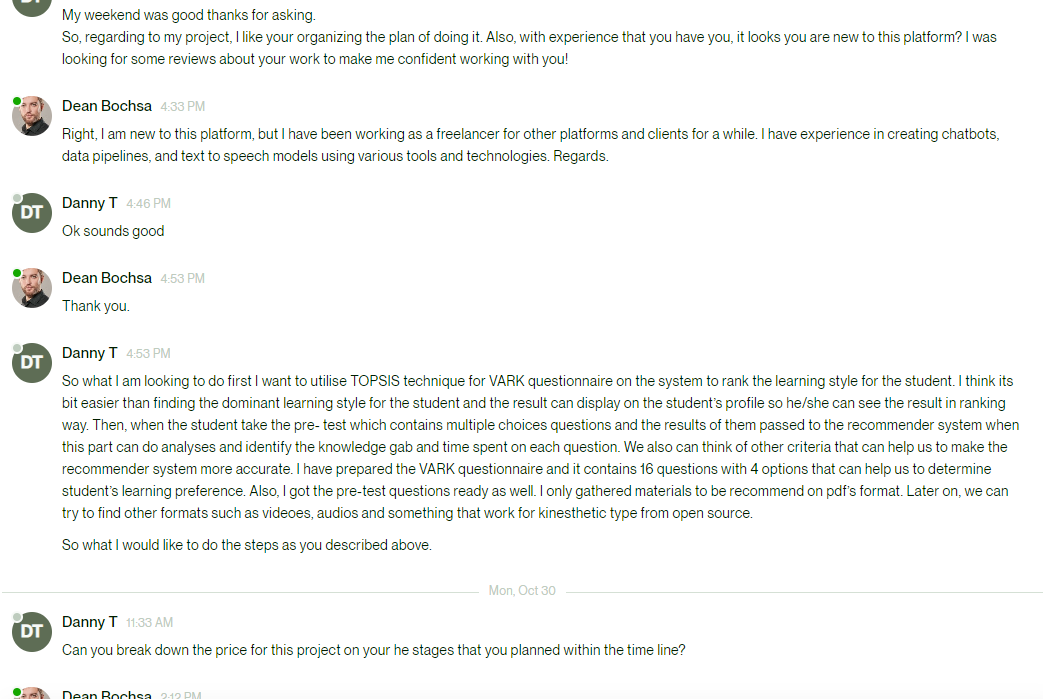 DT
My weekend was good thanks for asking.
So, regarding to my project, I like your organizing the plan of doing it. Also, with experience that you have you, it looks you are new to this platform? I was
looking for some reviews about your work to make me confident working with you!
Dean Bochsa 4:33 PM
Right, I am new to this platform, but I have been working as a freelancer for other platforms and clients for a while. I have experience in creating chatbots,
data pipelines, and text to speech models using various tools and technologies. Regards.
DT
Danny T 4:46 PM
Ok sounds good
Dean Bochsa 4:53 PM
Thank you.
DT
Danny T 4:53 PM
So what I am looking to do first I want to utilise TOPSIS technique for VARK questionnaire on the system to rank the learning style for the student. I think its
bit easier than finding the dominant learning style for the student and the result can display on the student's profile so he/she can see the result in ranking
way. Then, when the student take the pre- test which contains multiple choices questions and the results of them passed to the recommender system when
this part can do analyses and identify the knowledge gab and time spent on each question. We also can think of other criteria that can help us to make the
recommender system more accurate. I have prepared the VARK questionnaire and it contains 16 questions with 4 options that can help us to determine
student's learning preference. Also, I got the pre-test questions ready as well. I only gathered materials to be recommend on pdf's format. Later on, we can
try to find other formats such as videoes, audios and something that work for kinesthetic type from open source.
So what I would like to do the steps as you described above.
Mon, Oct 30
DT
Danny T 11:33 AM
Can you break down the price for this project on your he stages that you planned within the time line?
Dean Bochsa 2:12 PM